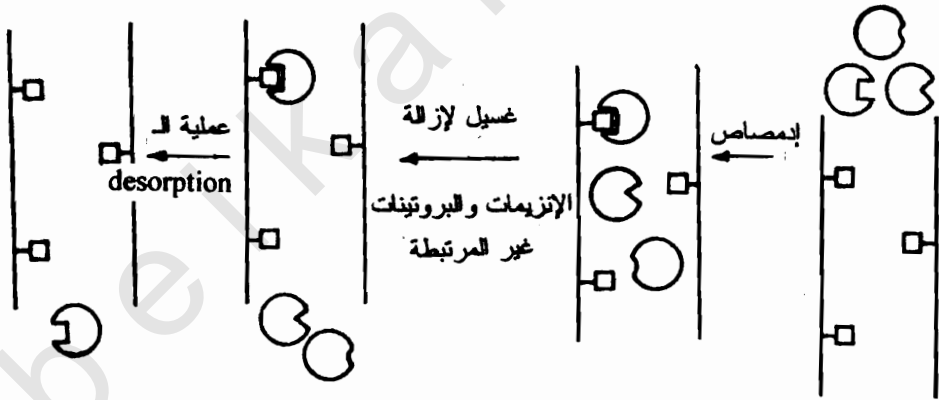 إدمصاص
غسيل لإزالة
الإنزيمات والبروتينات
غير المرتبطة
عملية الـ
desorption